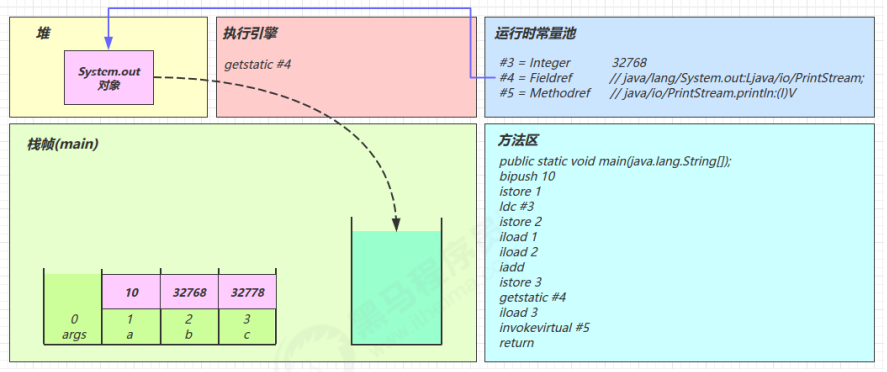 堆
System.out
对象
执行引擎
getstatic #4
运行时常量池
#3 = Integer 32768
#4 = Fieldref // java/lang/System.out:Ljava/io/PrintStream;
#5 = Methodref // java/io/PrintStream.println:(I)V
栈帧(main)
10 32768 32778
0 1 2 3
args a b c
方法区
public static void main(java.lang.String[]);
bipush 10
istore 1
ldc #3
istore 2
iload 1
iload 2
iadd
istore 3
getstatic #4
iload 3
invokevirtual #5
return
黑马程序员